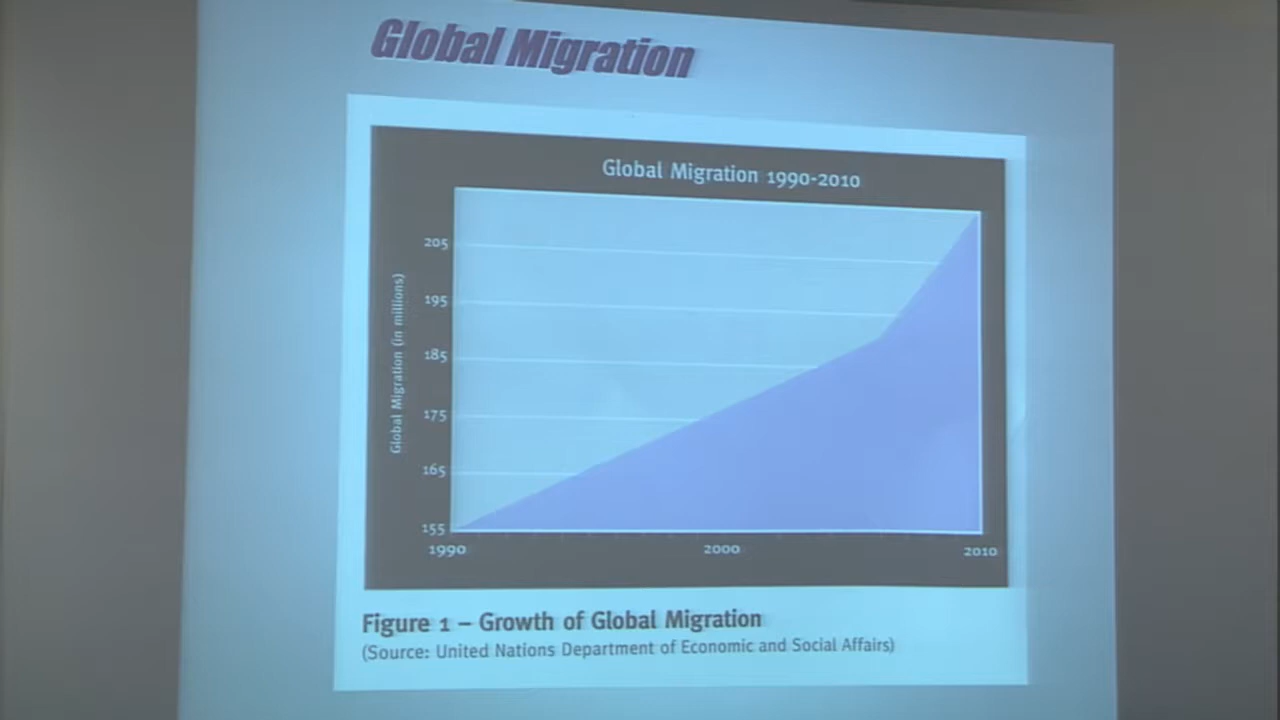 Global Migration
Global Migration 1990-2010
Global Migration (in millions)
205
195
185
175
165
155
1990
2000
2010
Figure 1 – Growth of Global Migration
(Source: United Nations Department of Economic and Social Affairs)